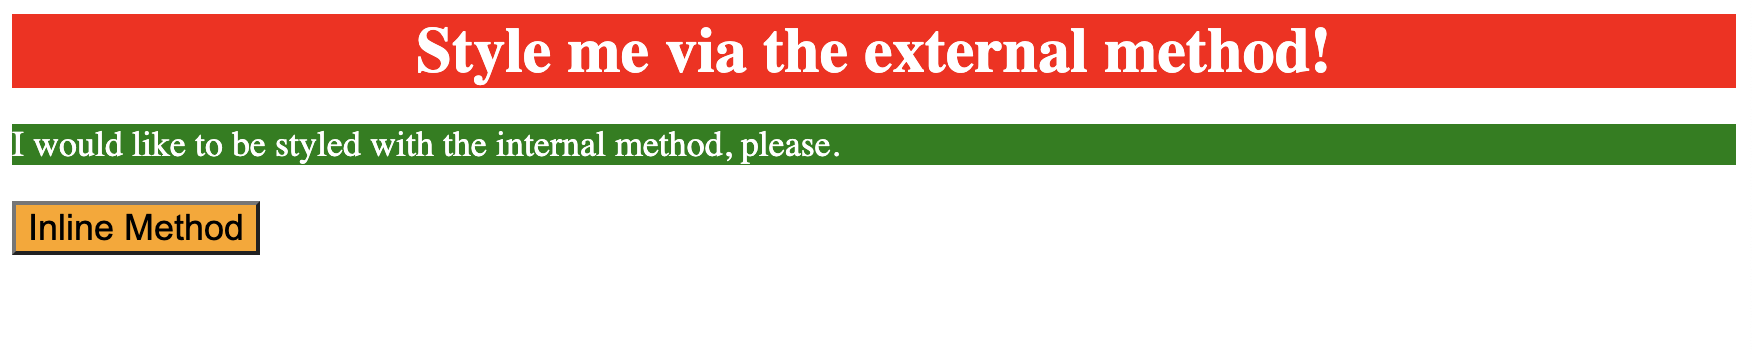 Style me via the external method!
I would like to be styled with the internal method, please.
Inline Method